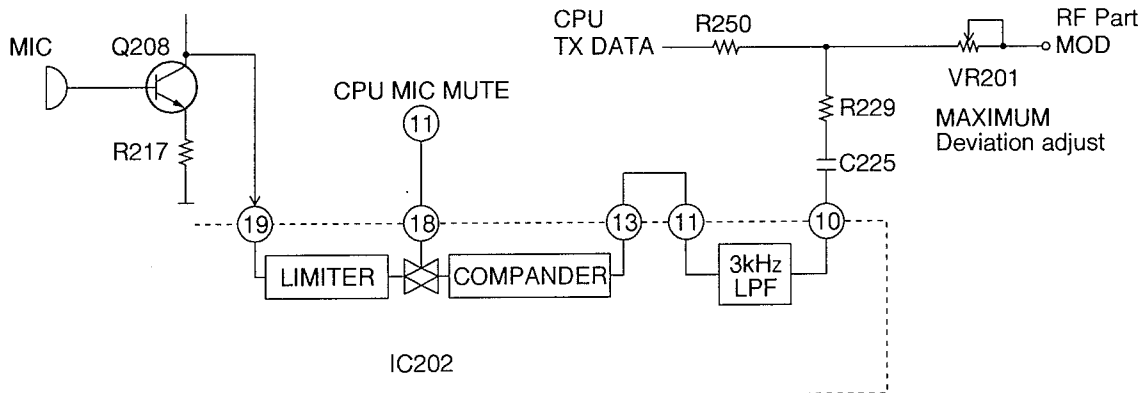 MIC
Q208
R217
CPU MIC MUTE
11
CPU
TX DATA
R250
RF Part
MOD
VR201
R229
MAXIMUM
Deviation adjust
C225
19
18
13
11
10
LIMITER
COMPANDER
3kHz
LPF
IC202